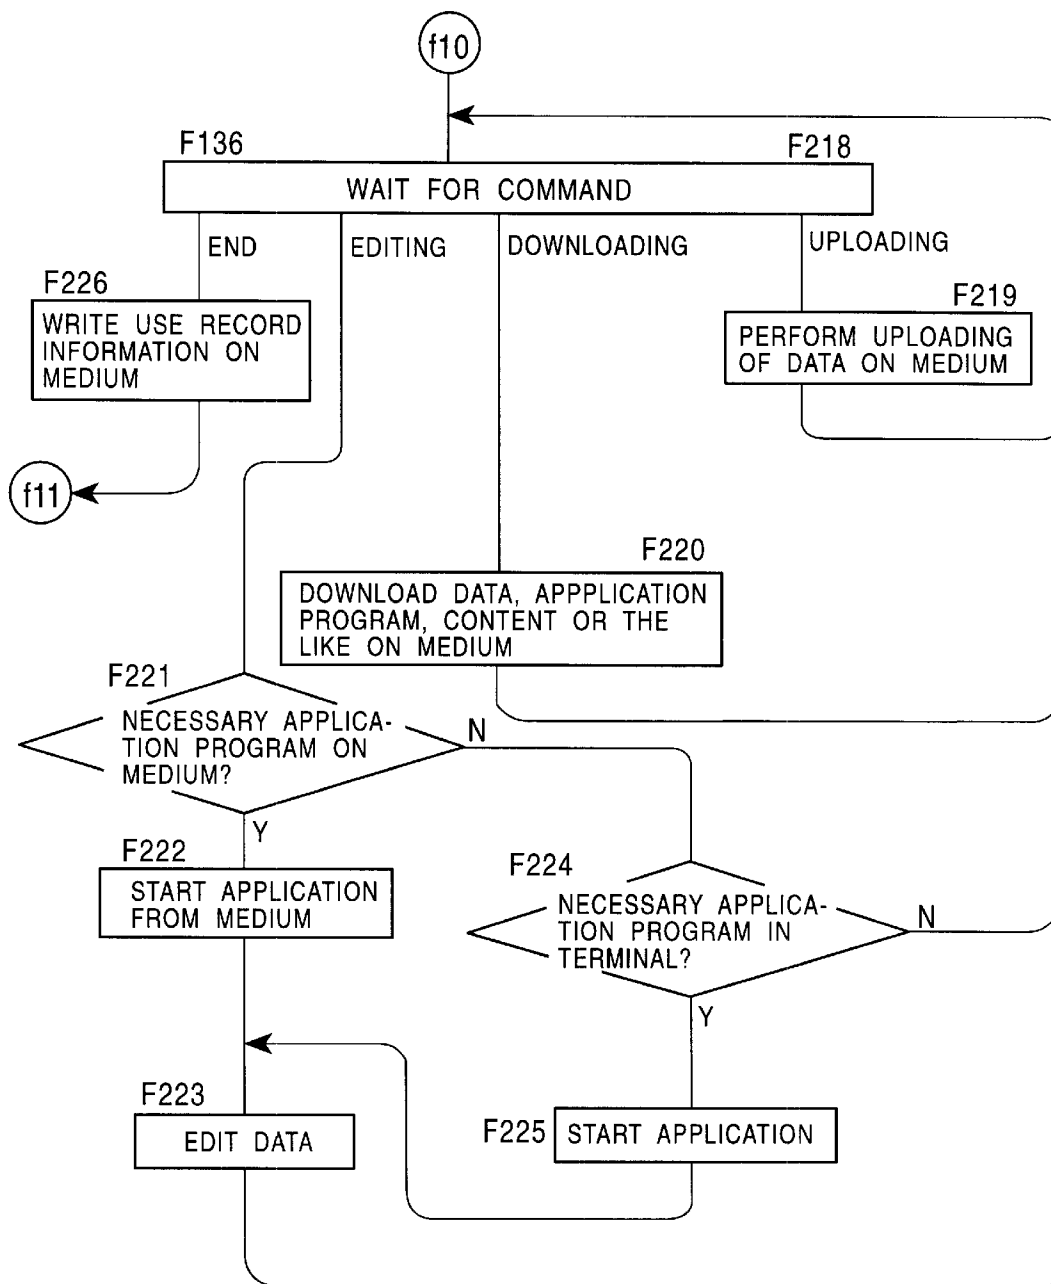 f10
F136
F218
WAIT FOR COMMAND
END
EDITING
DOWNLOADING
UPLOADING
F226
WRITE USE RECORD
INFORMATION ON
MEDIUM
F219
PERFORM UPLOADING
OF DATA ON MEDIUM
f11
F220
DOWNLOAD DATA, APPPLICATION
PROGRAM, CONTENT OR THE
LIKE ON MEDIUM
F221
NECESSARY APPLICA-
TION PROGRAM ON
MEDIUM?
N
Y
F222
START APPLICATION
FROM MEDIUM
F224
NECESSARY APPLICA-
TION PROGRAM IN
TERMINAL?
N
Y
F223
EDIT DATA
F225
START APPLICATION